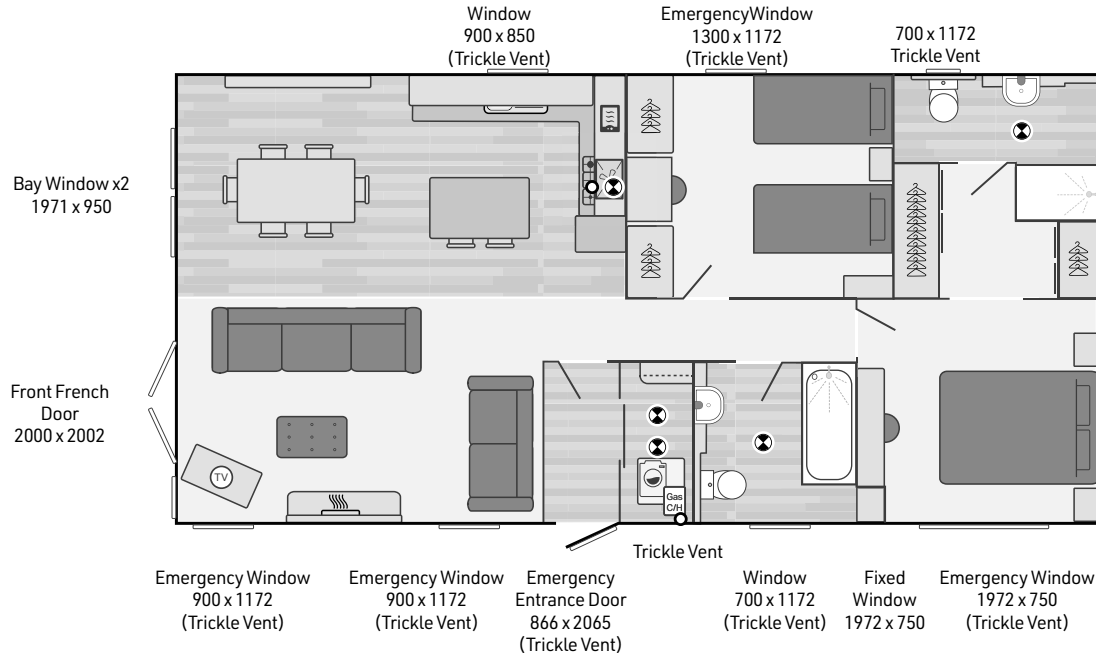 Window
900 x 850
(Trickle Vent)
EmergencyWindow
1300 x 1172
(Trickle Vent)
700 x 1172
Trickle Vent
Bay Window x2
1971 x 950
Front French
Door
2000 x 2002
TV
Gas
C/H
Trickle Vent
Emergency Window
900 x 1172
(Trickle Vent)
Emergency Window
900 x 1172
(Trickle Vent)
Emergency
Entrance Door
866 x 2065
(Trickle Vent)
Window
700 x 1172
(Trickle Vent)
Fixed
Window
1972 x 750
Emergency Window
1972 x 750
(Trickle Vent)